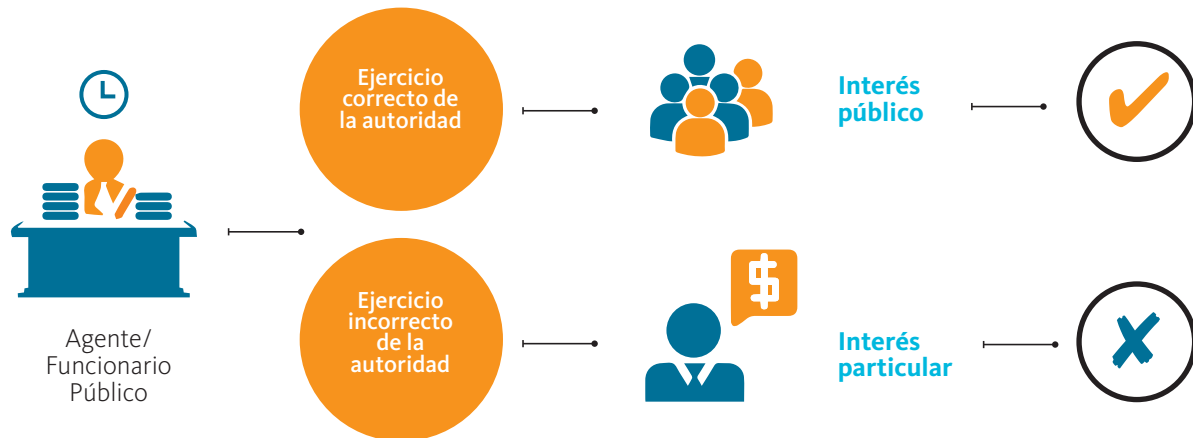 Agente/
Funcionario
Público
Ejercicio
correcto de
la autoridad
Interés
público
Ejercicio
incorrecto
de la
autoridad
$
Interés
particular